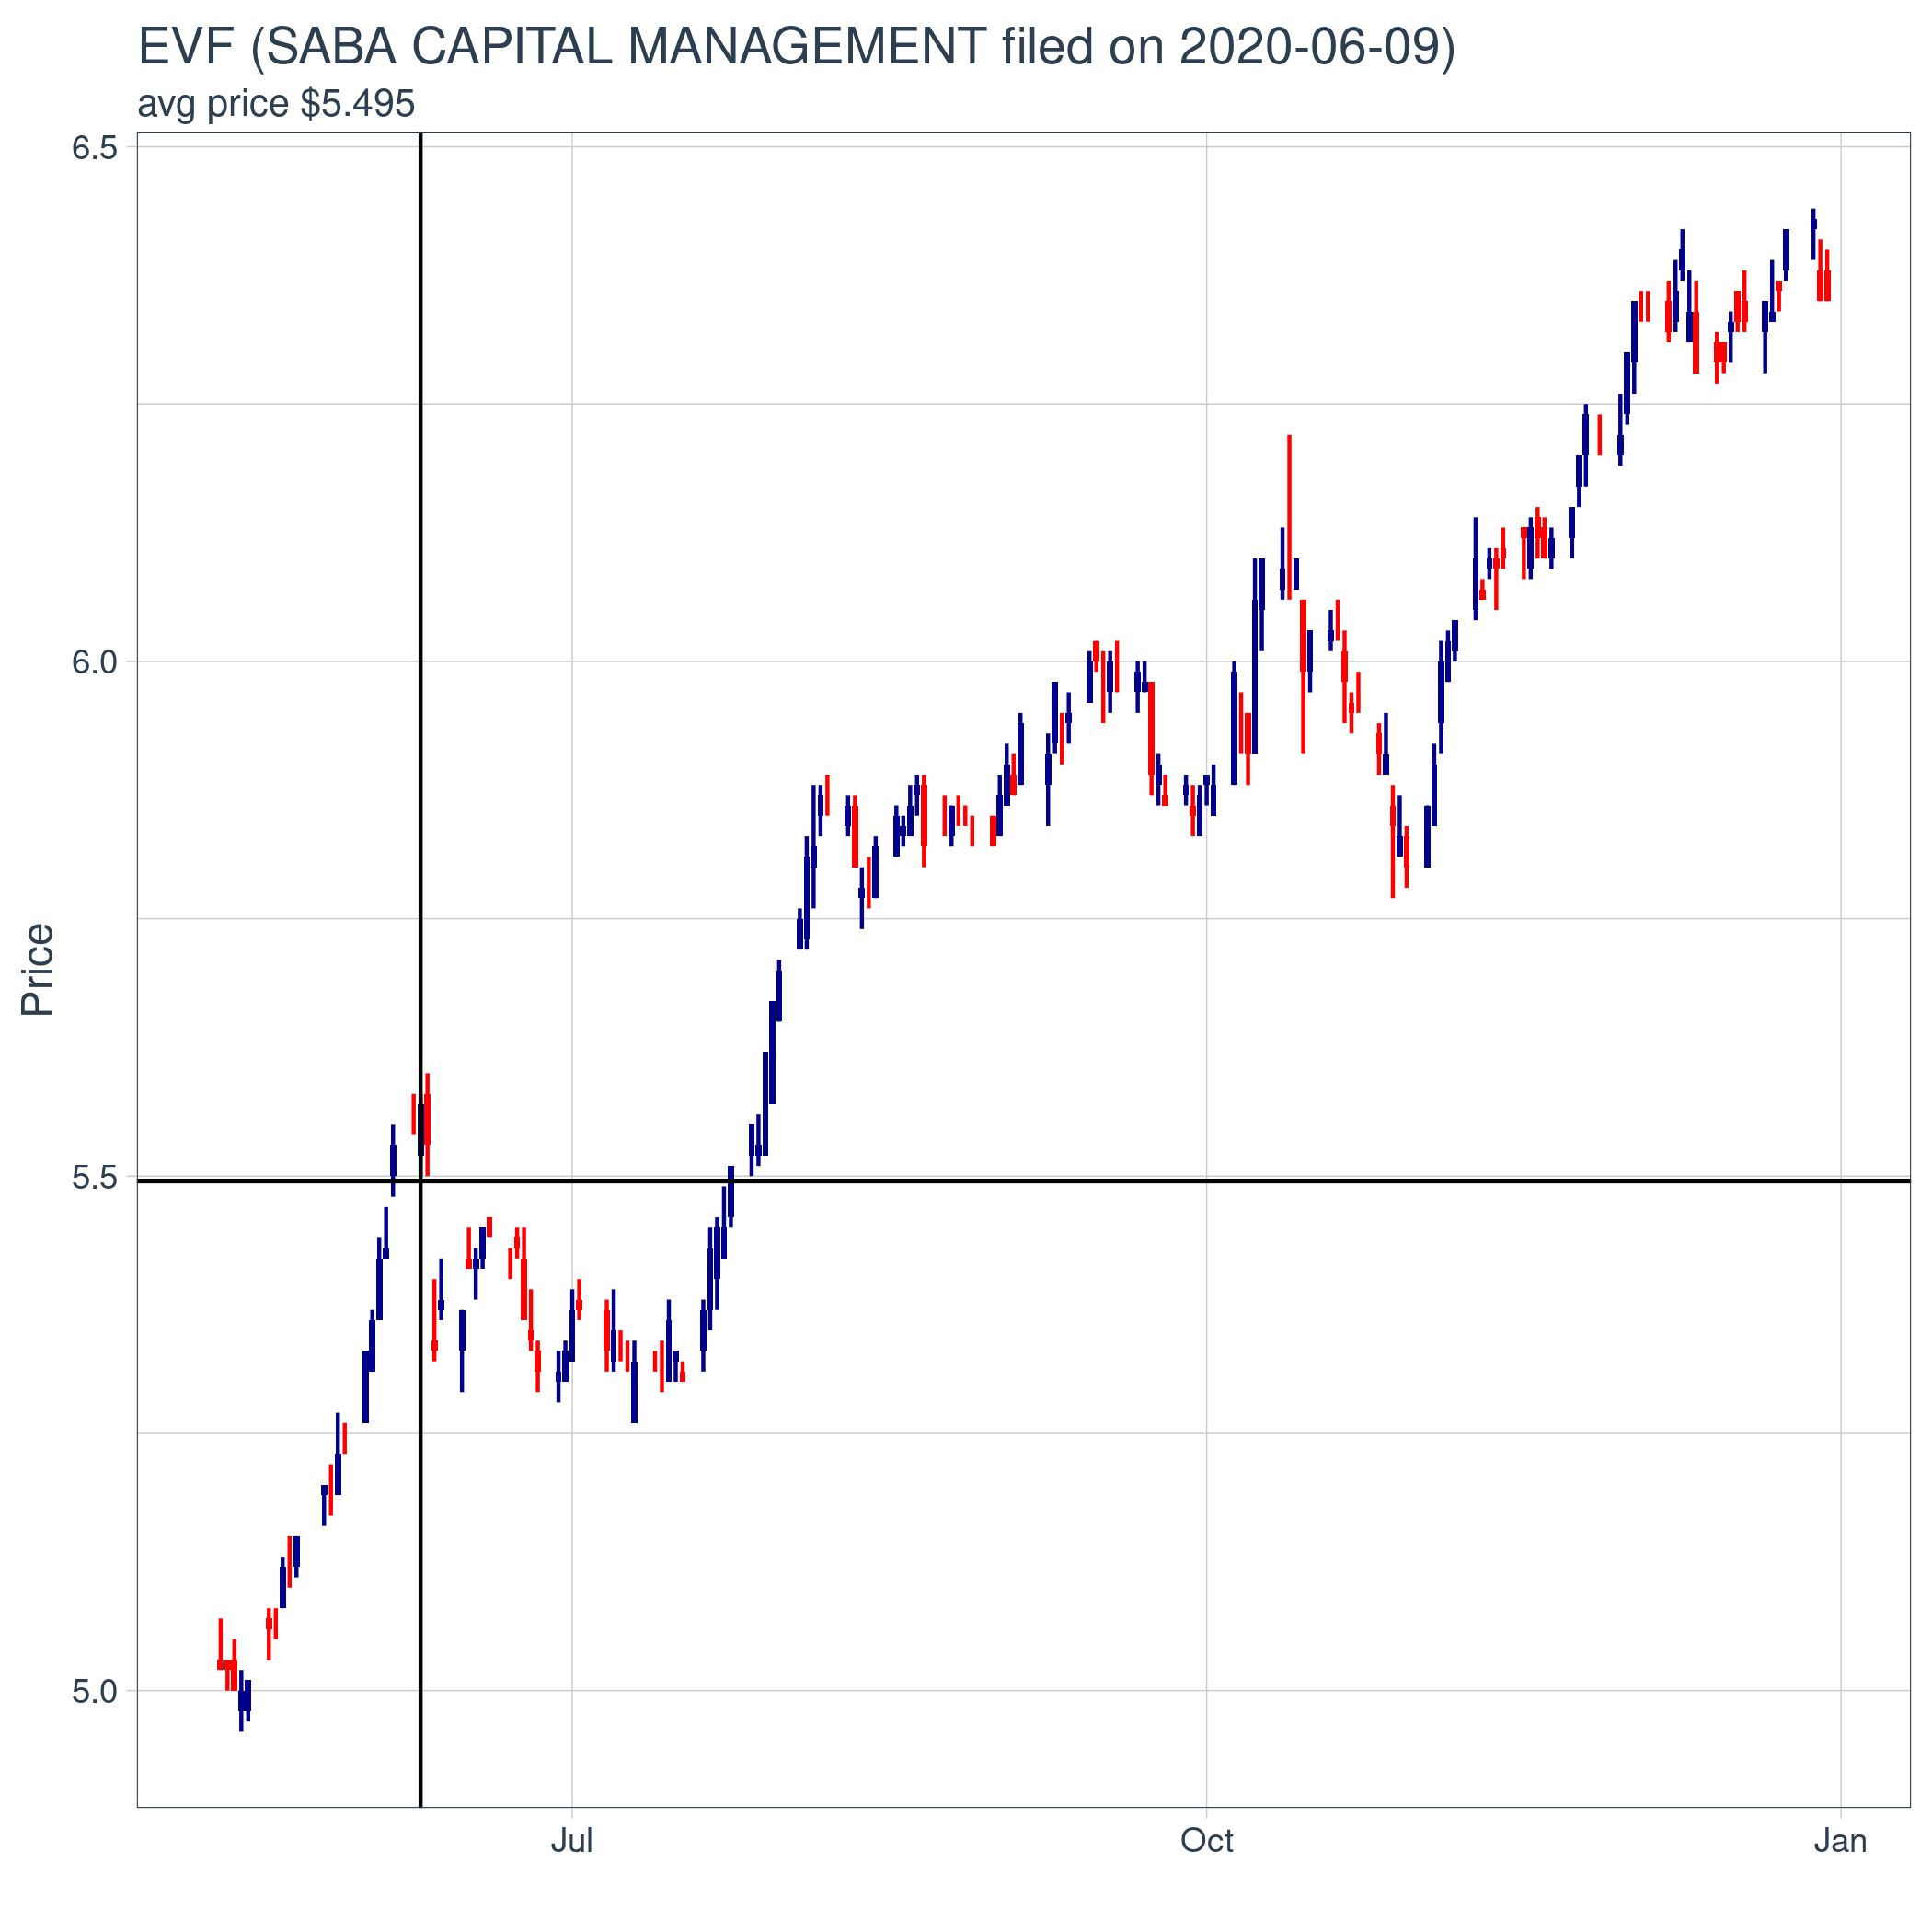 EVF (SABA CAPITAL MANAGEMENT filed on 2020-06-09)
avg price $5.495
6.5
6.0
5.5
5.0
Price
Jul
Oct
Jan